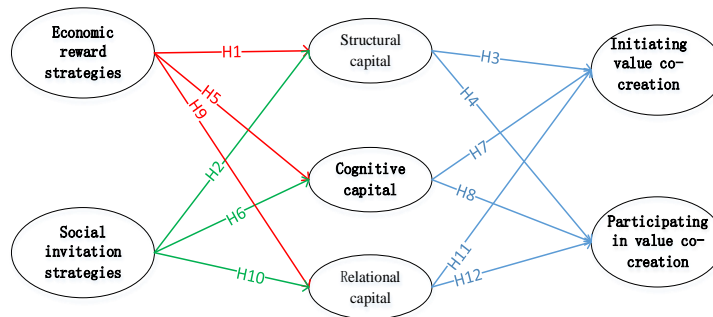 Economic
reward
strategies
Social
invitation
strategies
H1
H5
H9
H2
H6
H10
Structural
capital
Cognitive
capital
Relational
capital
H3
H4
H7
H8
H11
H12
Initiating
value co-
creation
Participating
in value co-
creation